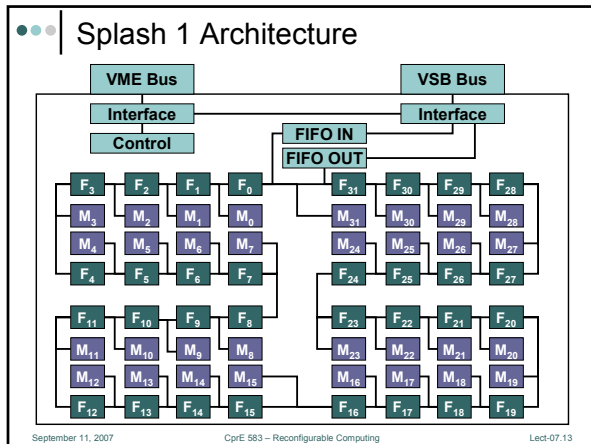 Splash 1 Architecture
VME Bus VSB Bus
Interface Interface
FIFO IN
Control
FIFO OUT
F3 F2 F1 F0 F31 F30 F29 F28
M3 M2 M1 M0 M31 M30 M29 M28
M4 M5 M6 M7 M24 M25 M26 M27
F4 F5 F6 F7 F24 F25 F26 F27
F11 F10 F9 F8 F23 F22 F21 F20
M11 M10 M9 M8 M23 M22 M21 M20
M12 M13 M14 M15 M16 M17 M18 M19
F12 F13 F14 F15 F16 F17 F18 F19
September 11, 2007 CprE 583 – Reconfigurable Computing Lect-07.13